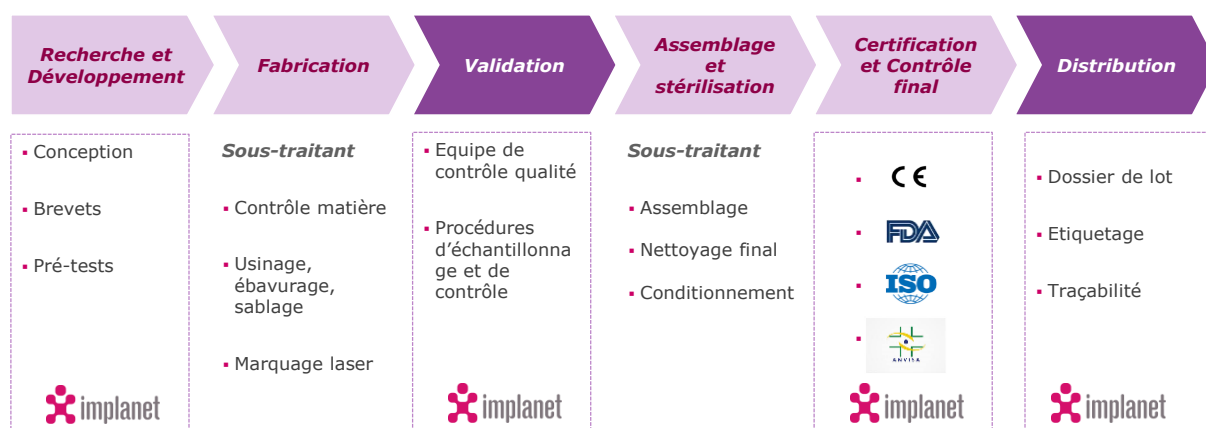 Recherche et
Développement
Fabrication
Validation
Assemblage
et
stérilisation
Certification
et Contrôle
final
Distribution
▪ Conception
▪ Brevets
▪ Pré-tests
implanet
Sous-traitant
▪ Contrôle matière
▪ Usinage,
ébavurage,
sablage
▪ Marquage laser
▪ Equipe de
contrôle qualité
▪ Procédures
d'échantillonna
ge et de
contrôle
implanet
Sous-traitant
▪ Assemblage
▪ Nettoyage final
▪ Conditionnement
▪ CE
▪ FDA
▪ ISO
▪ ANVISA
implanet
▪ Dossier de lot
▪ Etiquetage
▪ Traçabilité
implanet